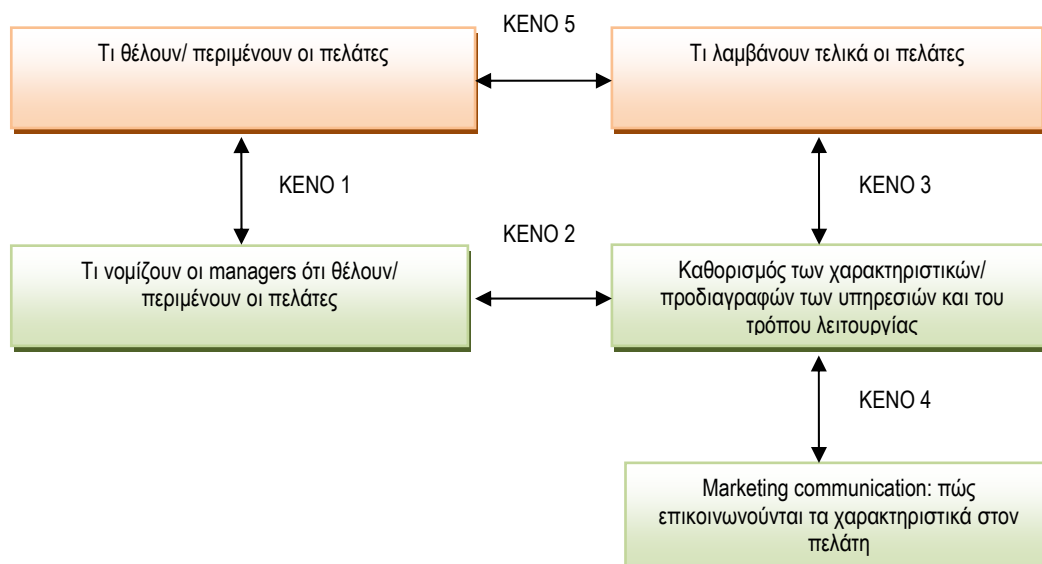 ΚΕΝΟ 5
Τι θέλουν/ περιμένουν οι πελάτες
Τι λαμβάνουν τελικά οι πελάτες
ΚΕΝΟ 1
ΚΕΝΟ 3
ΚΕΝΟ 2
Τι νομίζουν οι managers ότι θέλουν/
περιμένουν οι πελάτες
Καθορισμός των χαρακτηριστικών/
προδιαγραφών των υπηρεσιών και του
τρόπου λειτουργίας
ΚΕΝΟ 4
Marketing communication: πώς
επικοινωνούνται τα χαρακτηριστικά στον
πελάτη